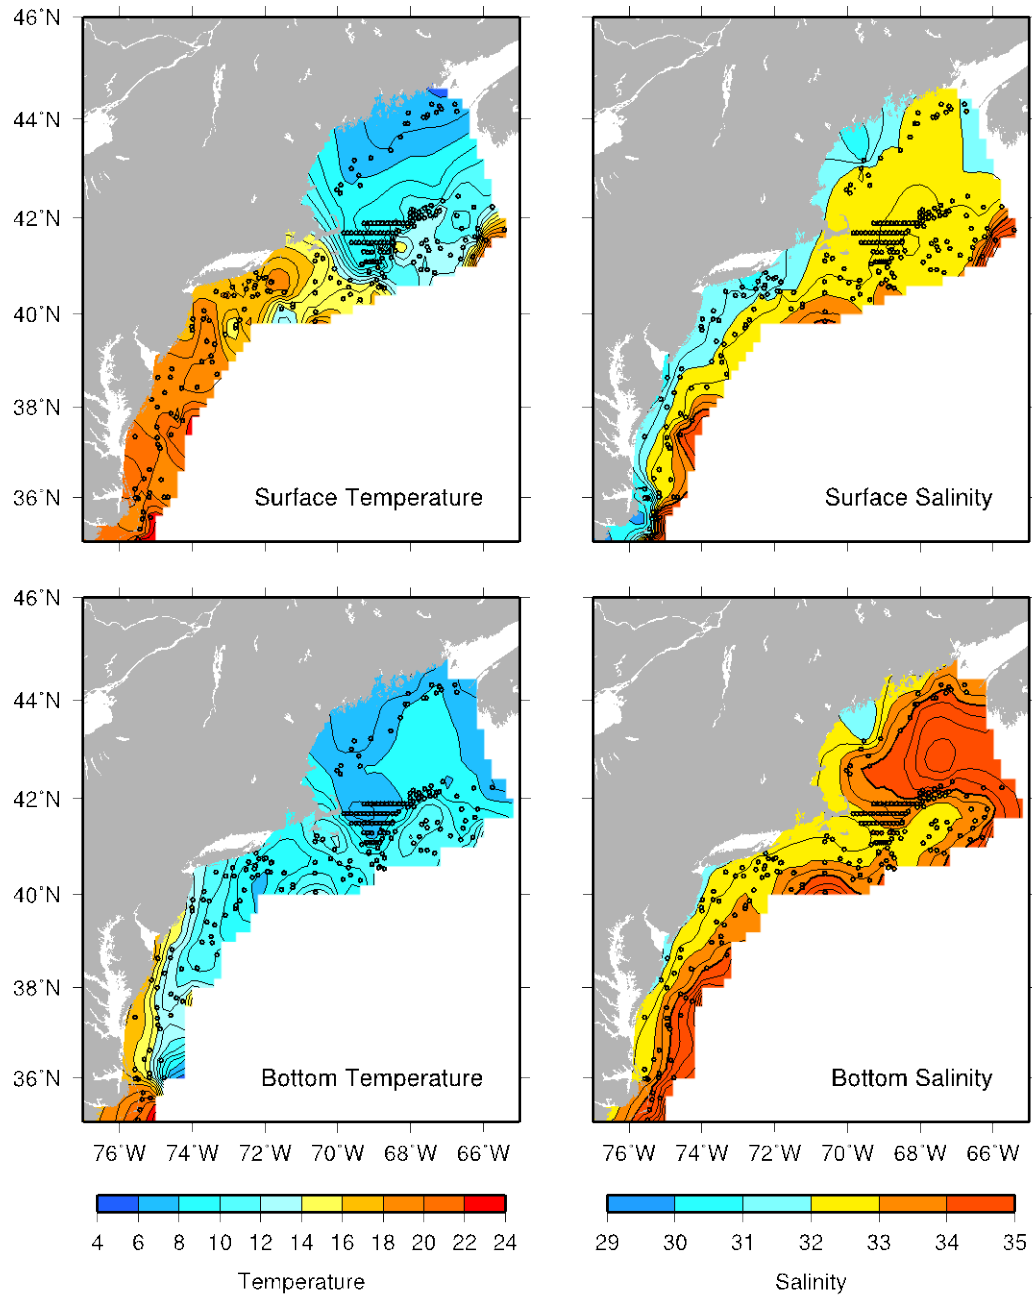 46°N
44°N
42°N
40°N
38°N
36°N
Surface Temperature
Surface Salinity
46°N
44°N
42°N
40°N
38°N
36°N
Bottom Temperature
Bottom Salinity
76°W 74°W 72°W 70°W 68°W 66°W
76°W 74°W 72°W 70°W 68°W 66°W
4 6 8 10 12 14 16 18 20 22 24
29 30 31 32 33 34 35
Temperature
Salinity